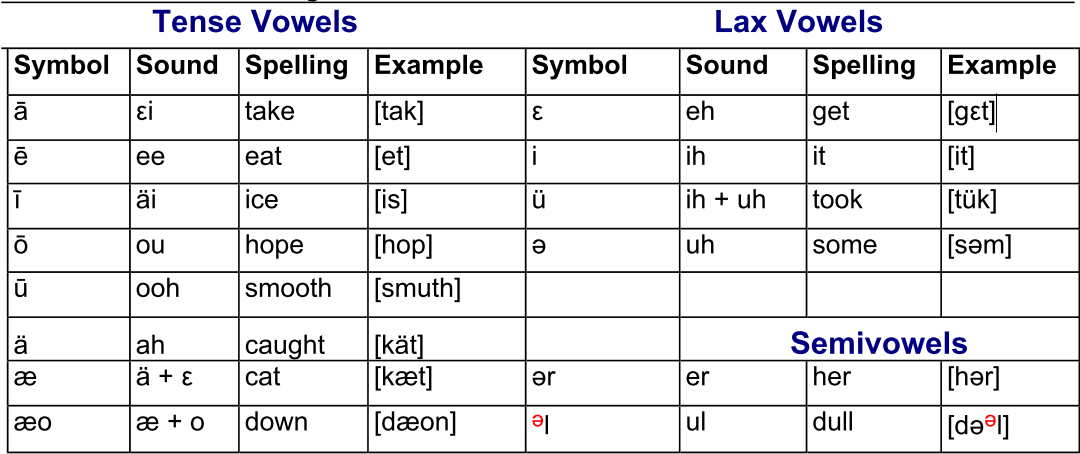 Tense Vowels Lax Vowels
Symbol Sound Spelling Example Symbol Sound Spelling Example
ā ɛi take [tak] ɛ eh get [gɛt]
ē ee eat [et] i ih it [it]
ī äi ice [is] ü ih + uh took [tük]
ō ou hope [hop] ə uh some [səm]
ū ooh smooth [smuth]
ä ah caught [kät] Semivowels
æ ä + ɛ cat [kæt] ər er her [hər]
æo æ + o down [dæon] ᵊl ul dull [dəᵊl]